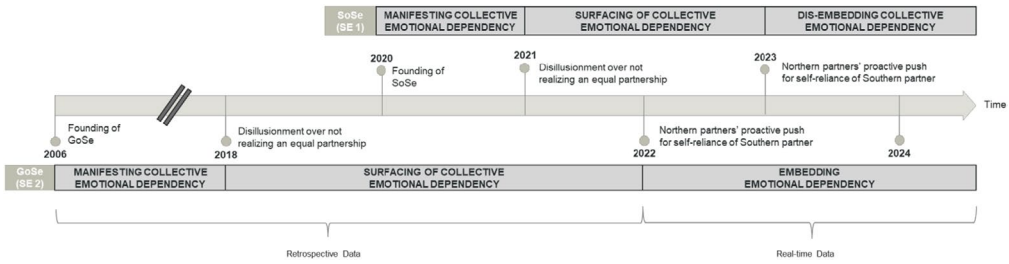 SoSe
(SE 1)
MANIFESTING COLLECTIVE
EMOTIONAL DEPENDENCY
SURFACING OF COLLECTIVE
EMOTIONAL DEPENDENCY
DIS-EMBEDDING COLLECTIVE
EMOTIONAL DEPENDENCY
2020
Founding of
SoSe
2021
Disillusionment over not
realizing an equal partnership
2023
Northern partners' proactive push
for self-reliance of Southern partner
Time
Founding of
GoSe
2006
Disillusionment over not
realizing an equal partnership
2018
Northern partners' proactive push
for self-reliance of Southern partner
2022
2024
GoSe
(SE 2)
MANIFESTING COLLECTIVE
EMOTIONAL DEPENDENCY
SURFACING OF COLLECTIVE
EMOTIONAL DEPENDENCY
EMBEDDING
EMOTIONAL DEPENDENCY
Retrospective Data
Real-time Data